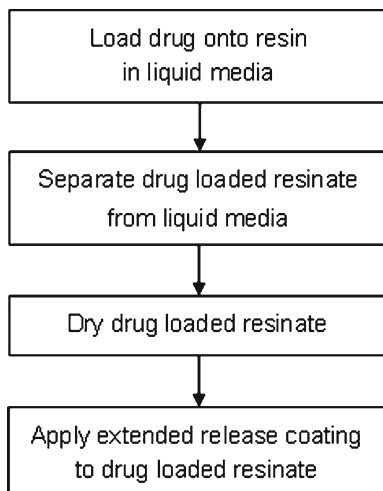 Load drug onto resin
in liquid media
Separate drug loaded resinate
from liquid media
Dry drug loaded resinate
Apply extended release coating
to drug loaded resinate